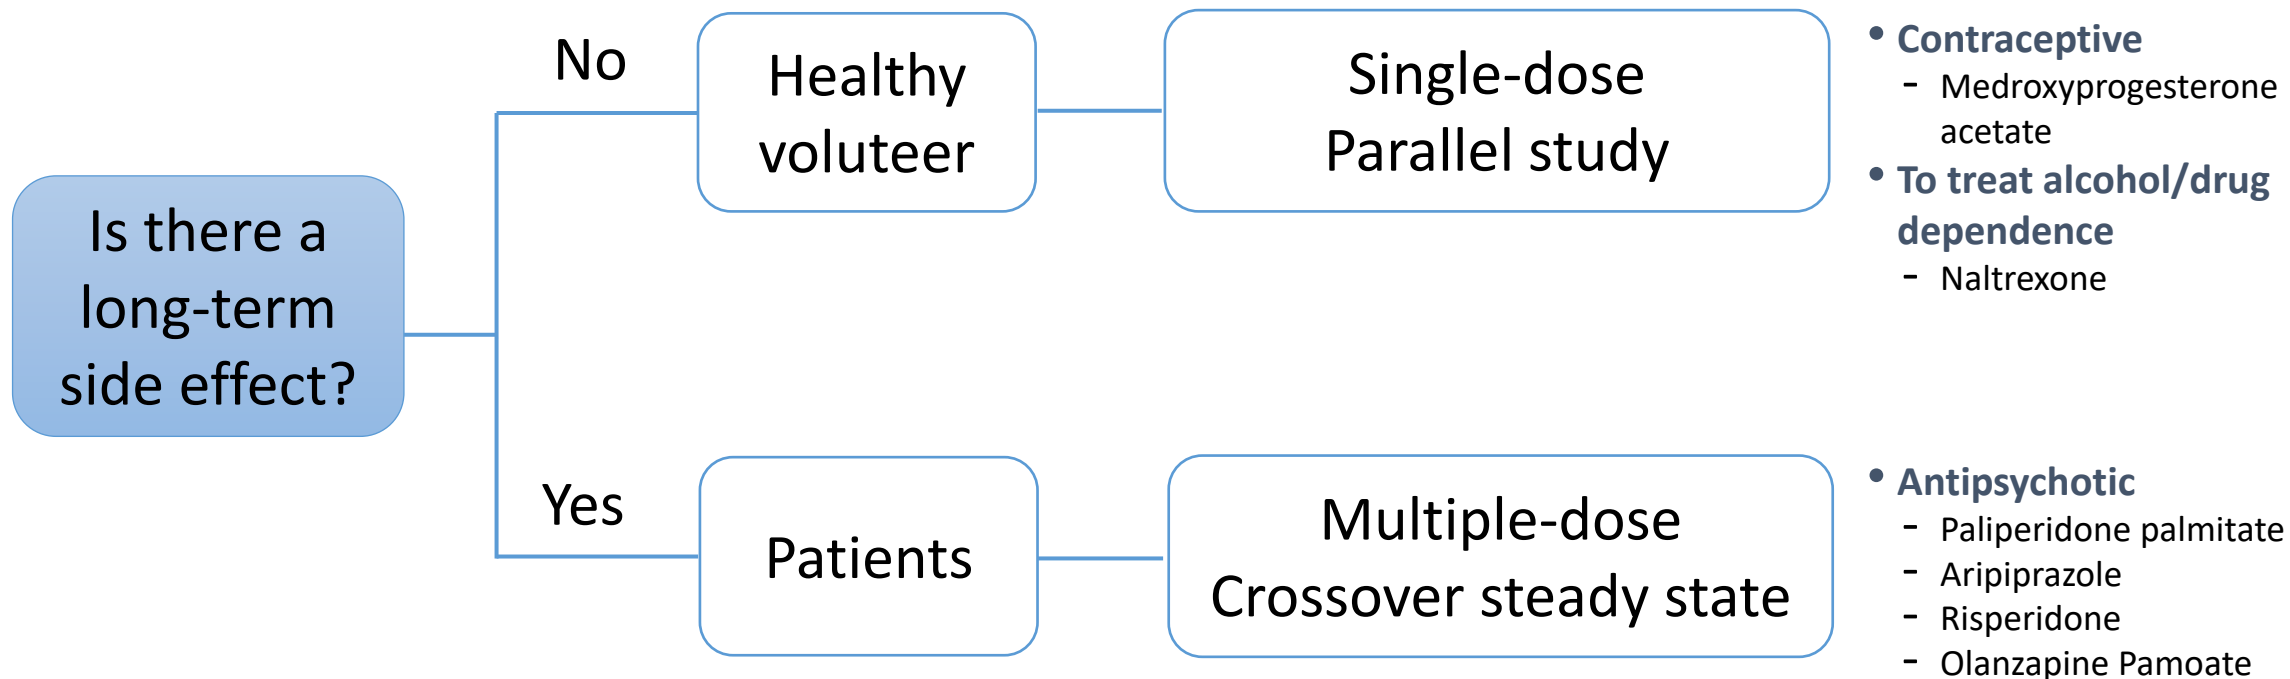 Is there a
long-term
side effect?
No
Healthy
voluteer
Single-dose
Parallel study
• Contraceptive
- Medroxyprogesterone
acetate
• To treat alcohol/drug
dependence
- Naltrexone
Yes
Patients
Multiple-dose
Crossover steady state
• Antipsychotic
- Paliperidone palmitate
- Aripiprazole
- Risperidone
- Olanzapine Pamoate